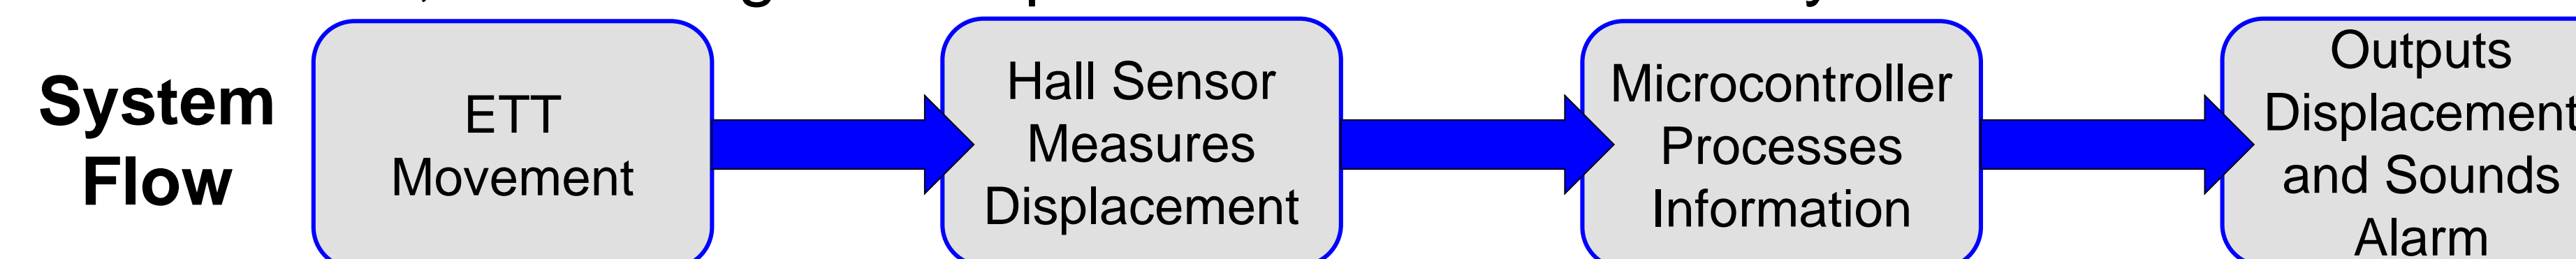 System
Flow
ETT
Movement
Hall Sensor
Measures
Displacement
Microcontroller
Processes
Information
Outputs
Displacement
and Sounds
Alarm